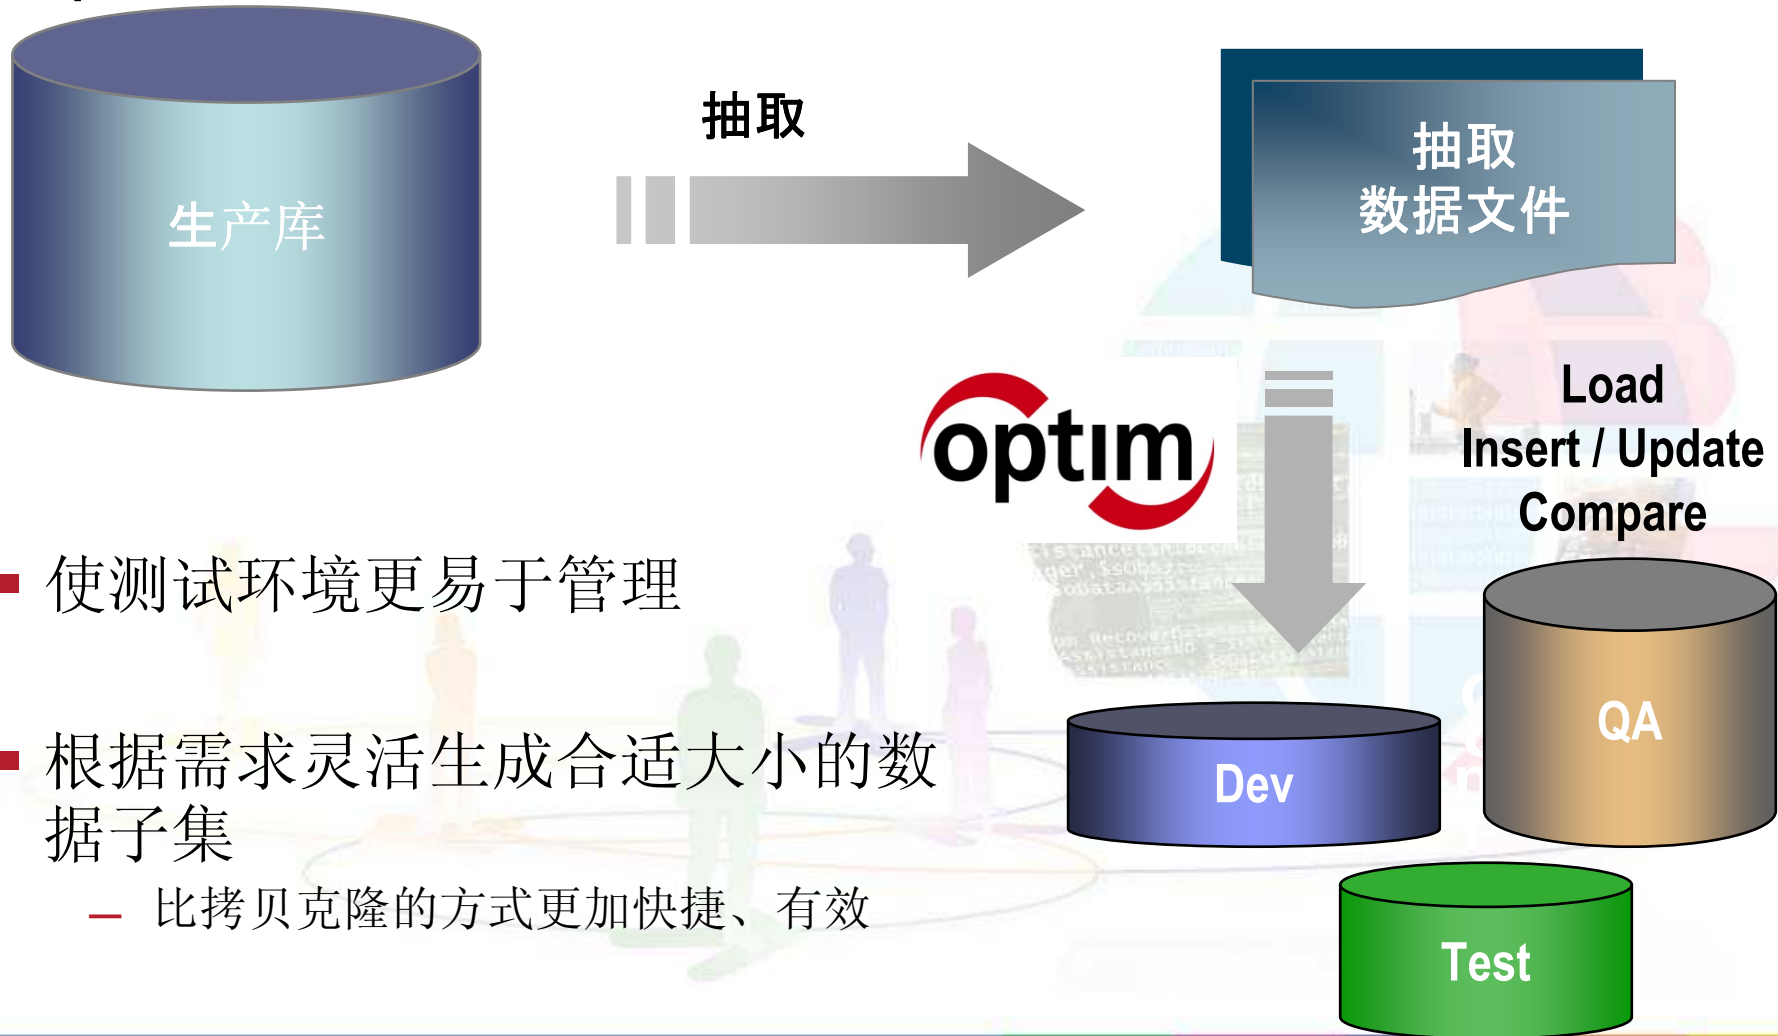 生产库
抽取
抽取
数据文件
optim
Load
Insert / Update
Compare
使测试环境更易于管理
根据需求灵活生成合适大小的数
据子集
— 比拷贝克隆的方式更加快捷、有效
QA
Dev
Test